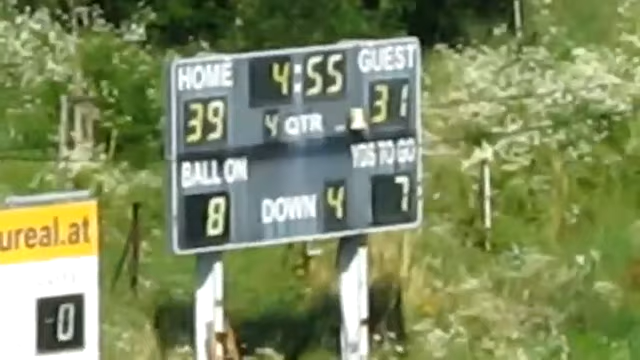 HOME 4:55 GUEST
39 4 QTR 31
BALL ON YDS TO GO
8 DOWN 4 7
ureal.at
0